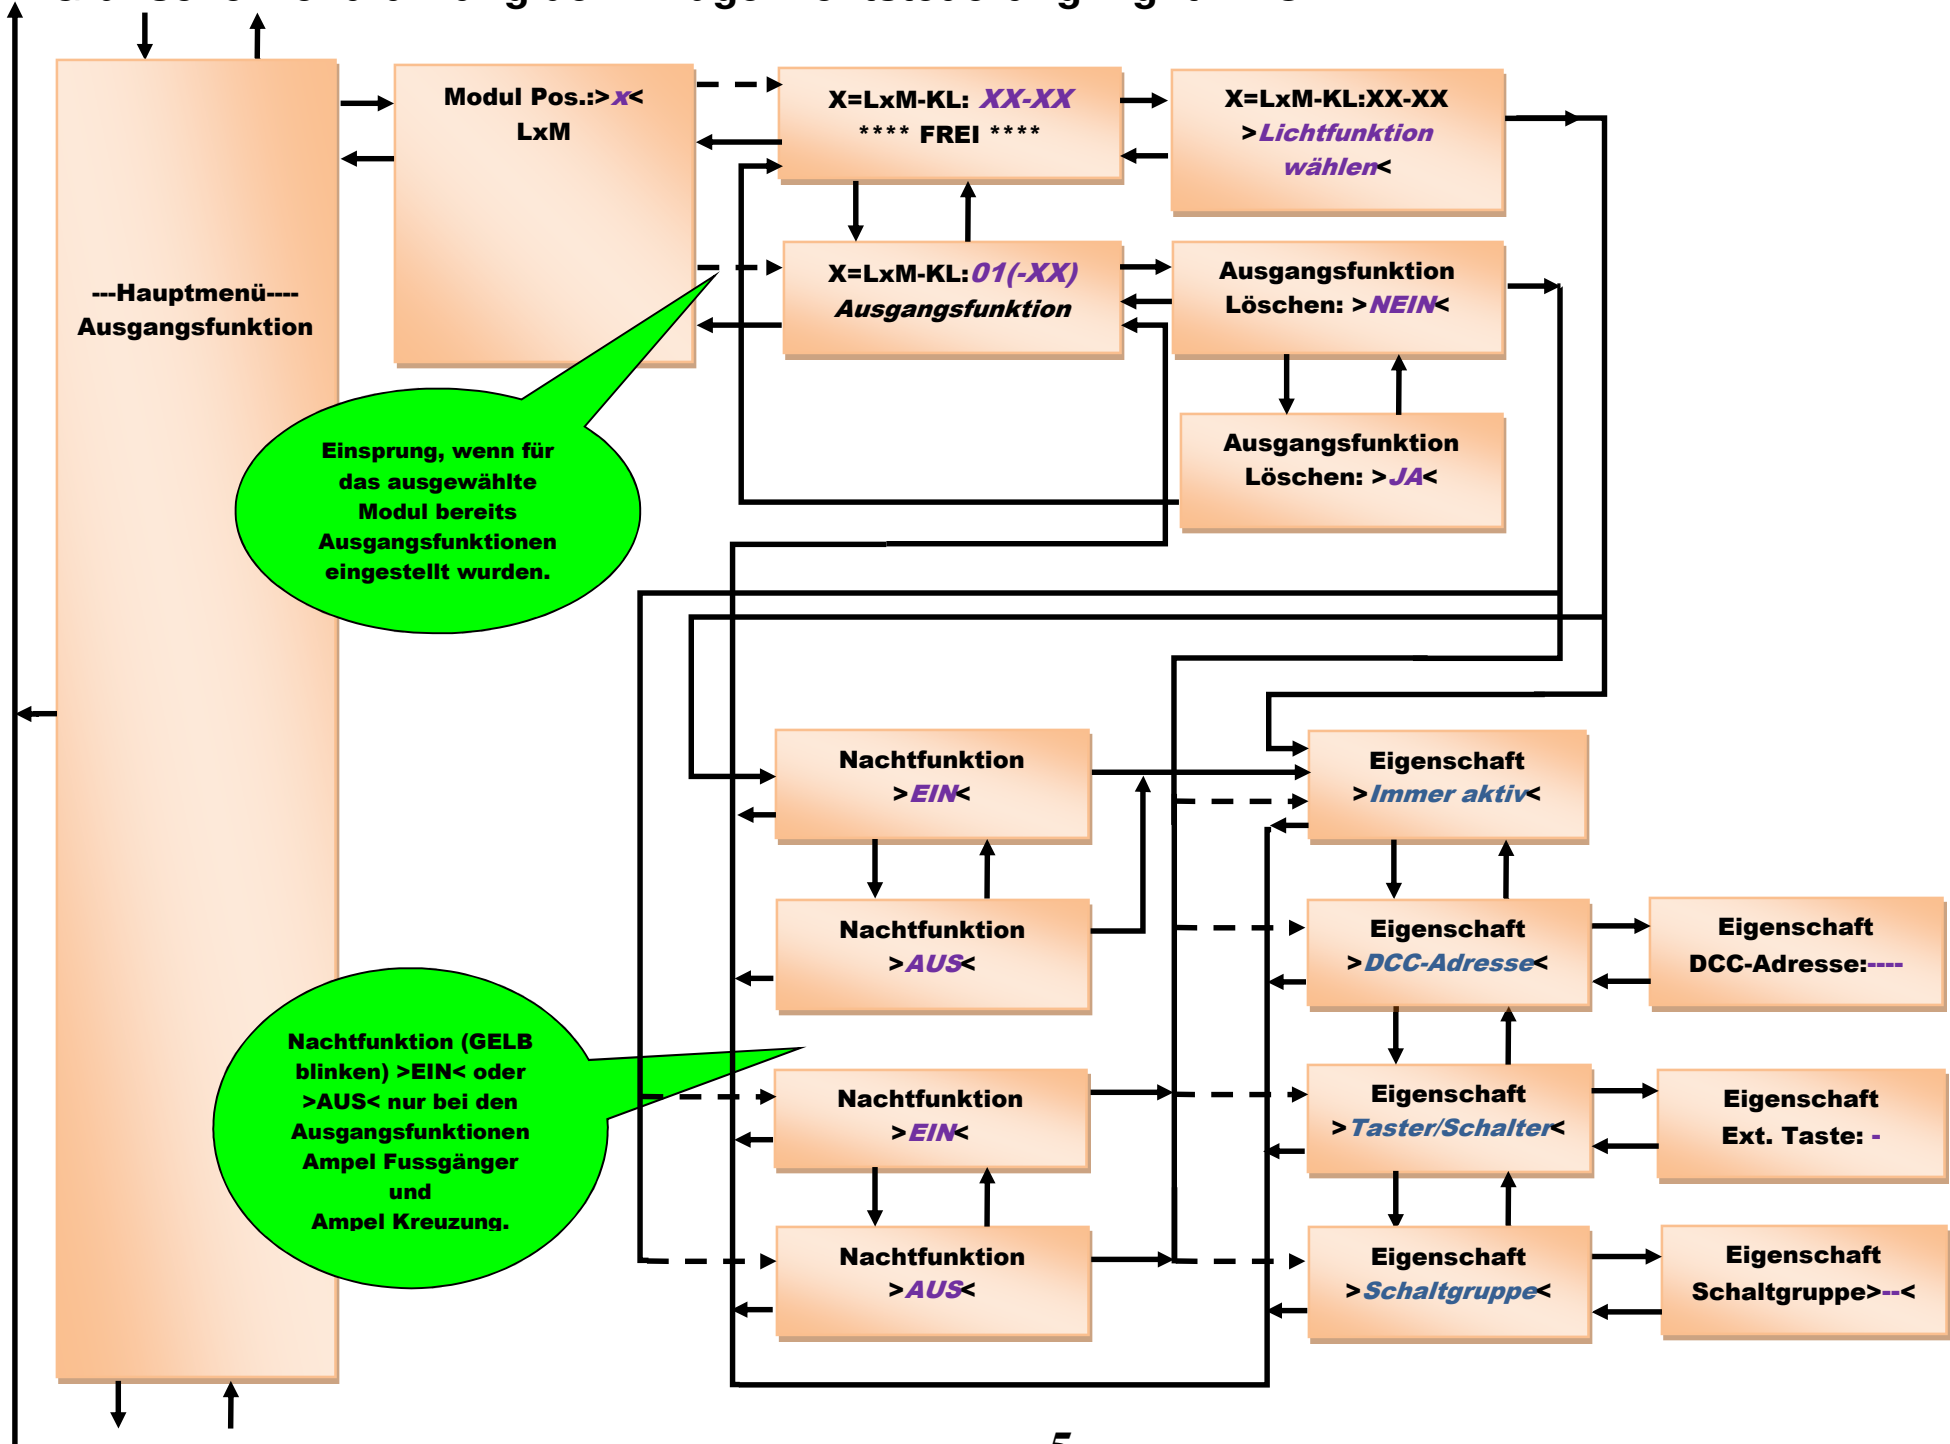 ---Hauptmenü----
Ausgangsfunktion
Modul Pos.:>x<
LxM
X=LxM-KL: XX-XX
**** FREI ****
X=LxM-KL:XX-XX
>Lichtfunktion
wählen<
X=LxM-KL:01(-XX)
Ausgangsfunktion
Ausgangsfunktion
Löschen: >NEIN<
Ausgangsfunktion
Löschen: >JA<
Einsprung, wenn für
das ausgewählte
Modul bereits
Ausgangsfunktionen
eingestellt wurden.
Nachtfunktion
>EIN<
Eigenschaft
>Immer aktiv<
Nachtfunktion
>AUS<
Eigenschaft
>DCC-Adresse<
Eigenschaft
DCC-Adresse:----
Nachtfunktion (GELB
blinken) >EIN< oder
>AUS< nur bei den
Ausgangsfunktionen
Ampel Fussgänger
und
Ampel Kreuzung.
Nachtfunktion
>EIN<
Eigenschaft
>Taster/Schalter<
Eigenschaft
Ext. Taste: -
Nachtfunktion
>AUS<
Eigenschaft
>Schaltgruppe<
Eigenschaft
Schaltgruppe>--<